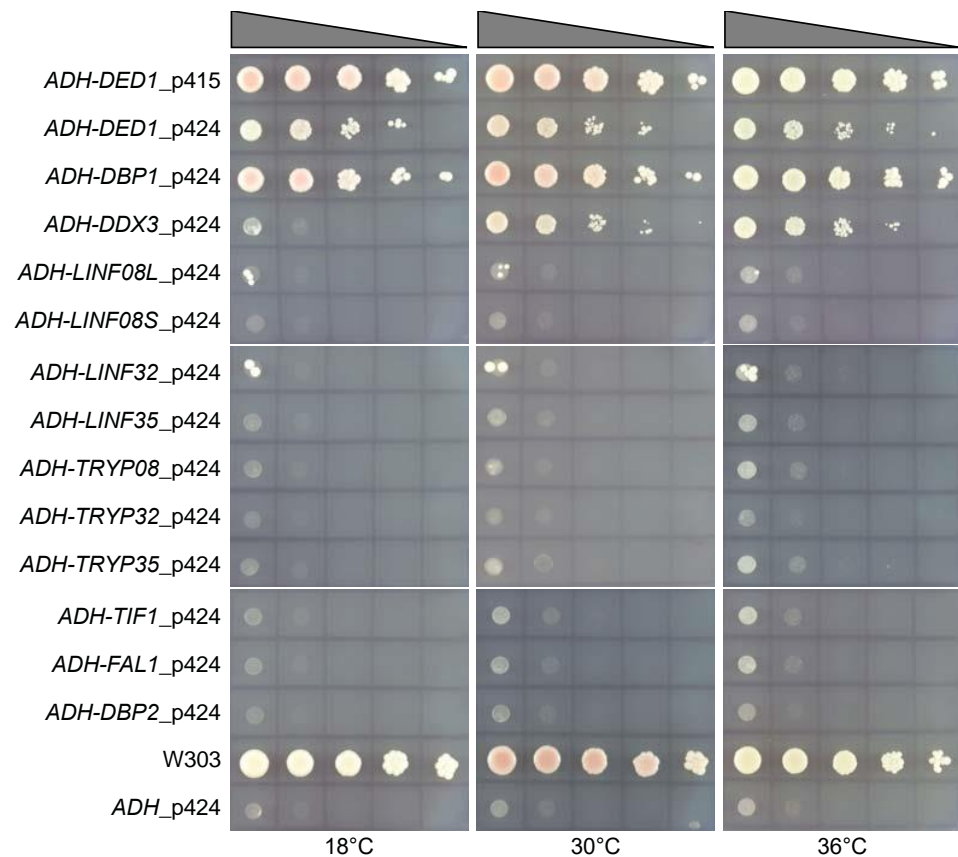 ADH-DED1_p415
ADH-DED1_p424
ADH-DBP1_p424
ADH-DDX3_p424
ADH-LINF08L_p424
ADH-LINF08S_p424
ADH-LINF32_p424
ADH-LINF35_p424
ADH-TRYP08_p424
ADH-TRYP32_p424
ADH-TRYP35_p424
ADH-TIF1_p424
ADH-FAL1_p424
ADH-DBP2_p424
W303
ADH_p424
18°C 30°C 36°C